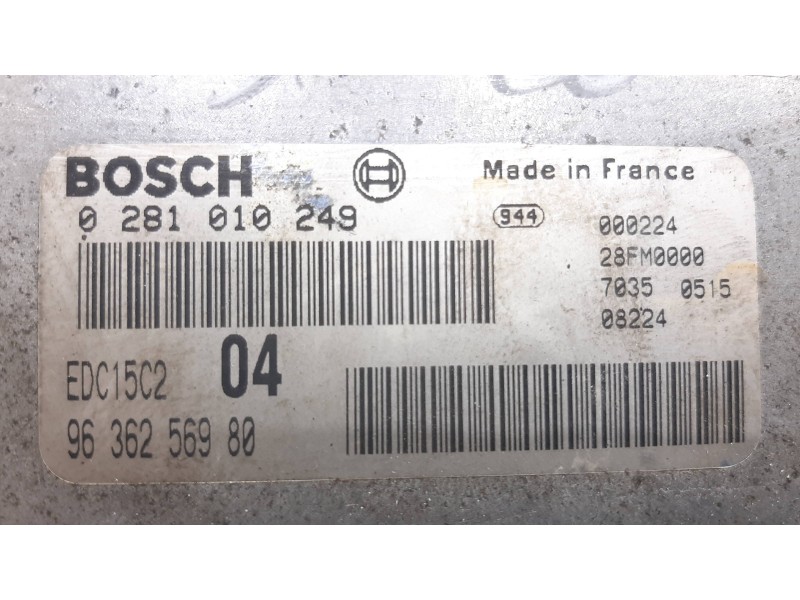 BOSCH Made in France
0 281 010 249 944 000224
28FM0000
7035 0515
08224
EDC15C2 04
96 362 569 80